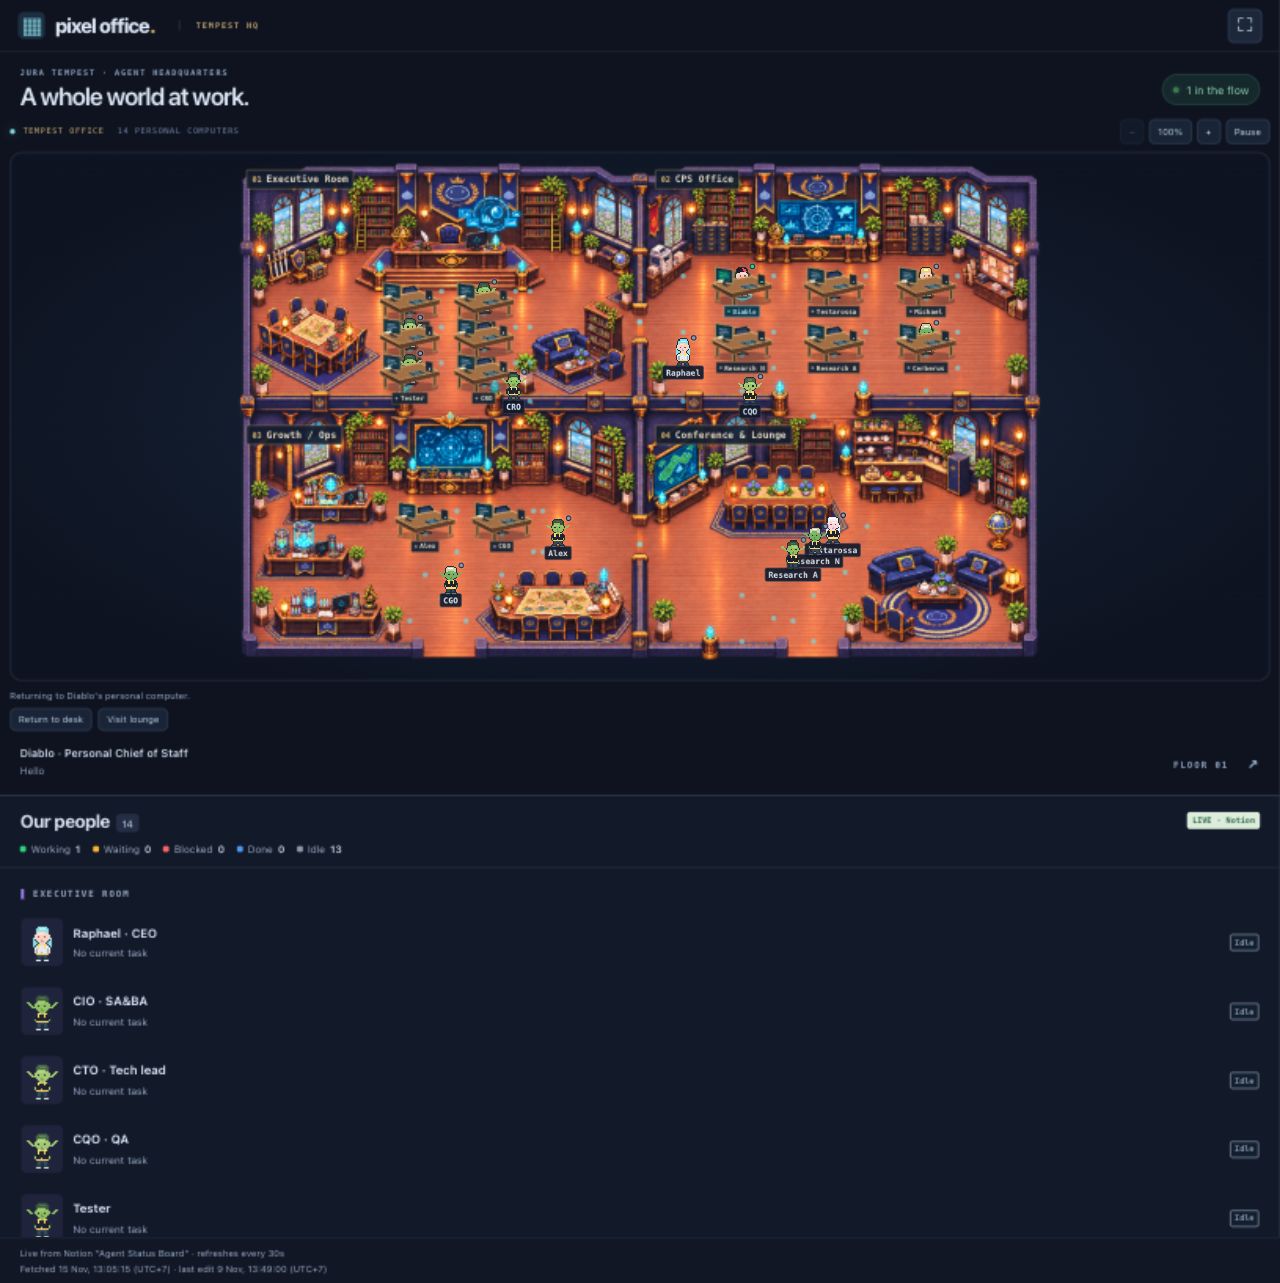 pixel office.
TEMPEST HQ
JURA TEMPEST · AGENT HEADQUARTERS
A whole world at work.
1 in the flow
TEMPEST OFFICE 14 PERSONAL COMPUTERS
−
100%
+
Pause
01 Executive Room
02 CPS Office
Diablo
Testarossa
Michael
Raphael
Research N
Research A
Cerberus
Tester
CRO
CQO
03 Growth / Ops
04 Conference & Lounge
Alex
CGO
Alex
CGO
starossa
search N
Research A
Returning to Diablo's personal computer.
Return to desk
Visit lounge
Diablo · Personal Chief of Staff
Hello
FLOOR 01 ↗
Our people 14
LIVE · Notion
Working 1 Waiting 0 Blocked 0 Done 0 Idle 13
EXECUTIVE ROOM
Raphael · CEO
No current task
Idle
CIO · SA&BA
No current task
Idle
CTO · Tech lead
No current task
Idle
CQO · QA
No current task
Idle
Tester
No current task
Idle
Live from Notion "Agent Status Board" · refreshes every 30s
Fetched 15 Nov, 13:05:15 (UTC+7) · last edit 9 Nov, 13:49:00 (UTC+7)